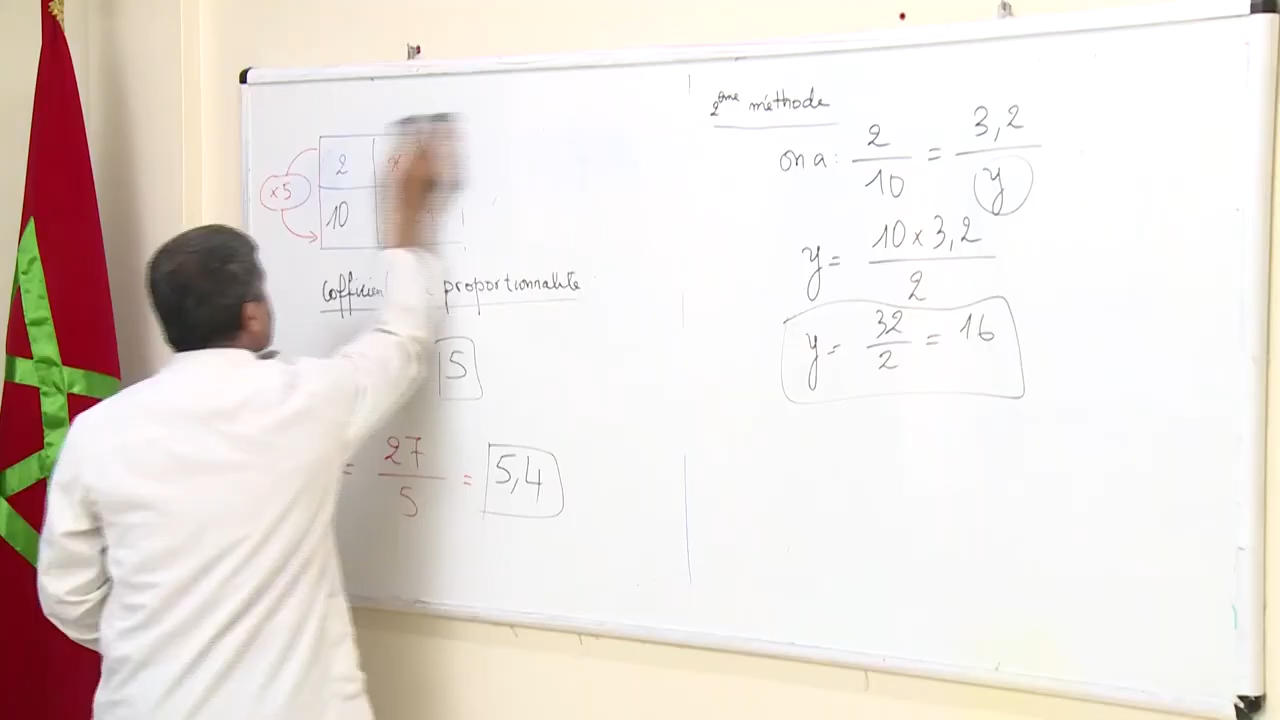 2 x
×5
10
Cofficien proportionnalité
5
= 27/5 = 5,4
2ème méthode
on a : 2/10 = 3,2/y
y = 10 × 3,2/2
y = 32/2 = 16